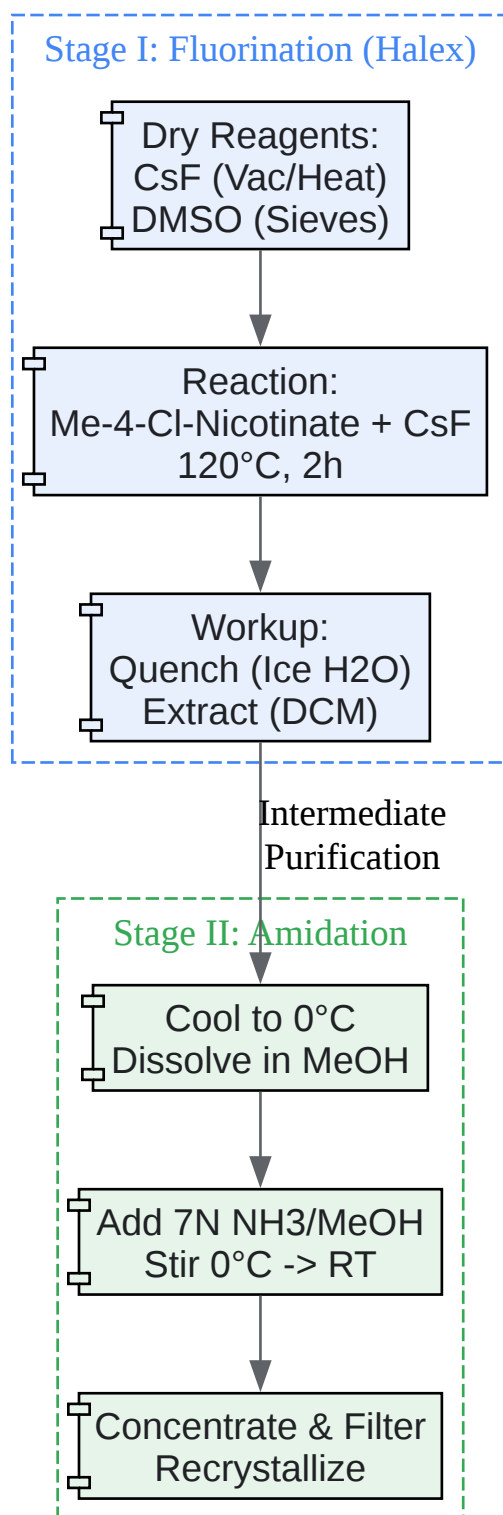 Stage I: Fluorination (Halex)
Dry Reagents:
CsF (Vac/Heat)
DMSO (Sieves)
Reaction:
Me-4-Cl-Nicotinate + CsF
120°C, 2h
Workup:
Quench (Ice H2O)
Extract (DCM)
Intermediate
Purification
Stage II: Amidation
Cool to 0°C
Dissolve in MeOH
Add 7N NH3/MeOH
Stir 0°C -> RT
Concentrate & Filter
Recrystallize